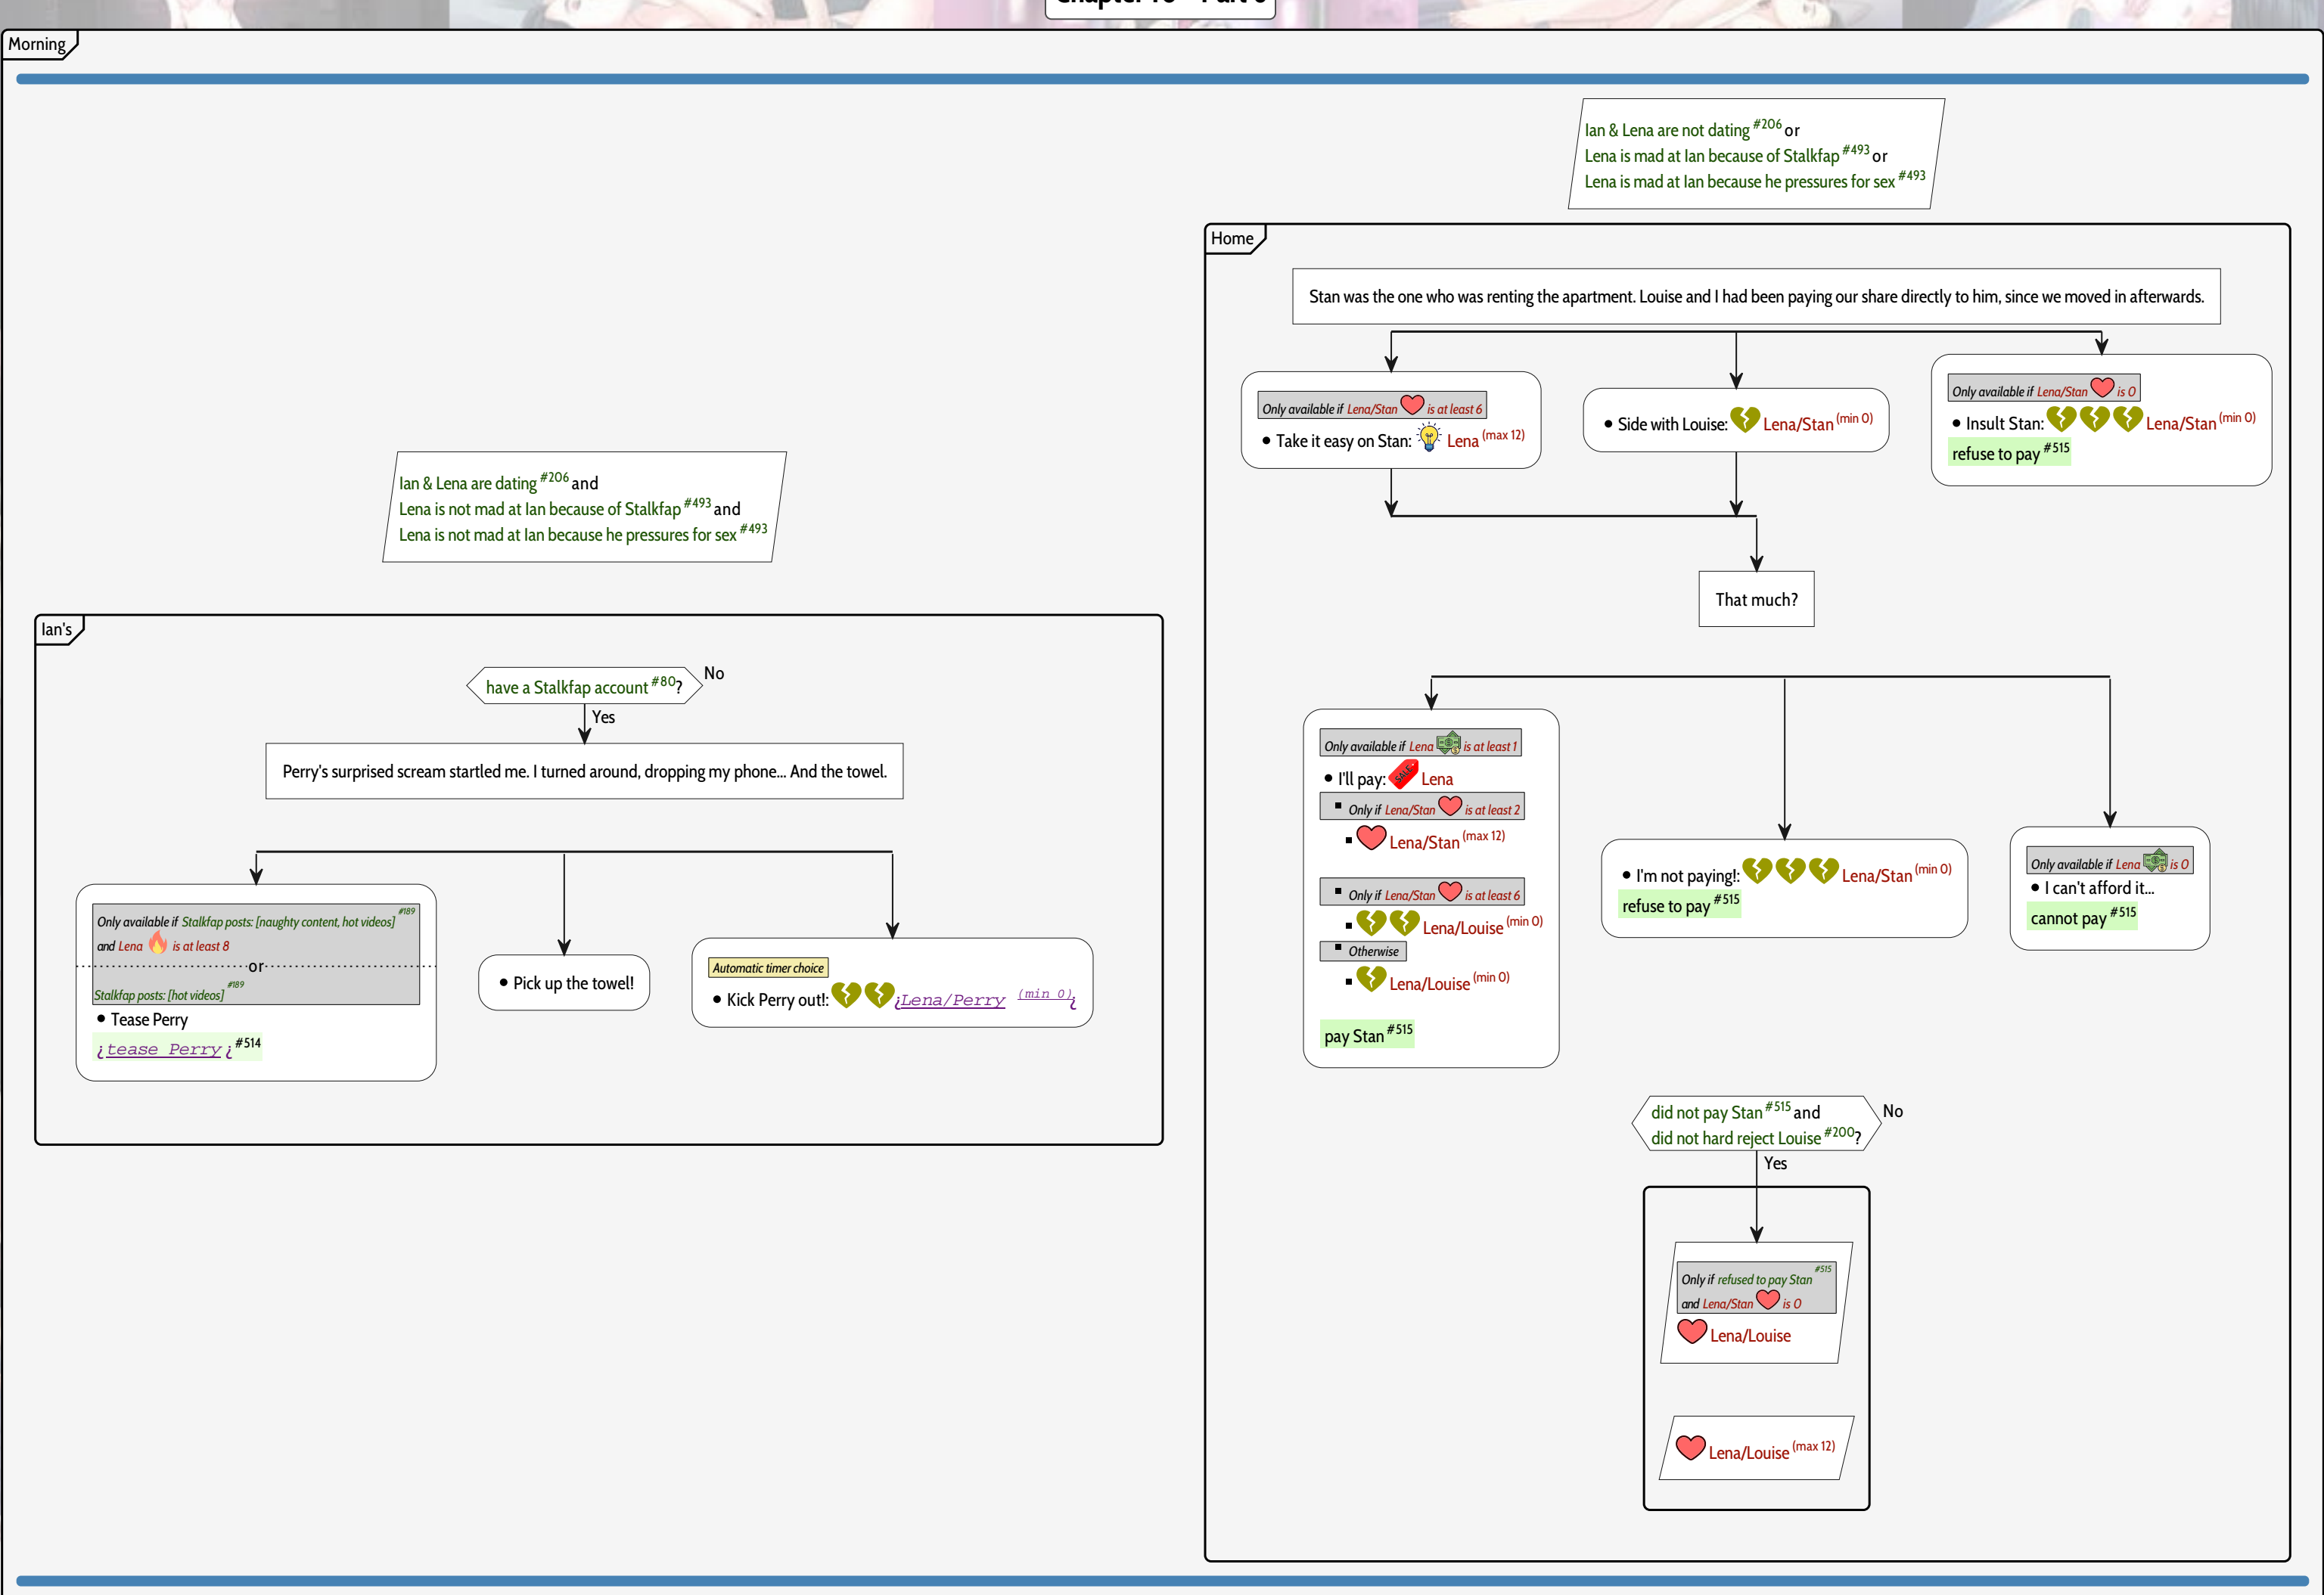 Morning
Ian & Lena are not dating #206 or
Lena is mad at Ian because of Stalkfap #493 or
Lena is mad at Ian because he pressures for sex #493
Ian & Lena are dating #206 and
Lena is not mad at Ian because of Stalkfap #493 and
Lena is not mad at Ian because he pressures for sex #493
Ian's
have a Stalkfap account #80?
No
Yes
Perry's surprised scream startled me. I turned around, dropping my phone... And the towel.
Only available if Stalkfap posts: [naughty content, hot videos] #189
and Lena is at least 8
or
Stalkfap posts: [hot videos] #189
• Tease Perry
¿tease Perry¿ #514
• Pick up the towel!
Automatic timer choice
• Kick Perry out!: ¿Lena/Perry (min 0)¿
Home
Stan was the one who was renting the apartment. Louise and I had been paying our share directly to him, since we moved in afterwards.
Only available if Lena/Stan is at least 6
• Take it easy on Stan: Lena (max 12)
• Side with Louise: Lena/Stan (min 0)
Only available if Lena/Stan is 0
• Insult Stan: Lena/Stan (min 0)
refuse to pay #515
That much?
Only available if Lena is at least 1
• I'll pay: SALE Lena
▪ Only if Lena/Stan is at least 2
▪ Lena/Stan (max 12)
▪ Only if Lena/Stan is at least 6
▪ Lena/Louise (min 0)
▪ Otherwise
▪ Lena/Louise (min 0)
pay Stan #515
• I'm not paying!: Lena/Stan (min 0)
refuse to pay #515
Only available if Lena is 0
• I can't afford it...
cannot pay #515
did not pay Stan #515 and
did not hard reject Louise #200?
No
Yes
Only if refused to pay Stan #515
and Lena/Stan is 0
Lena/Louise
Lena/Louise (max 12)